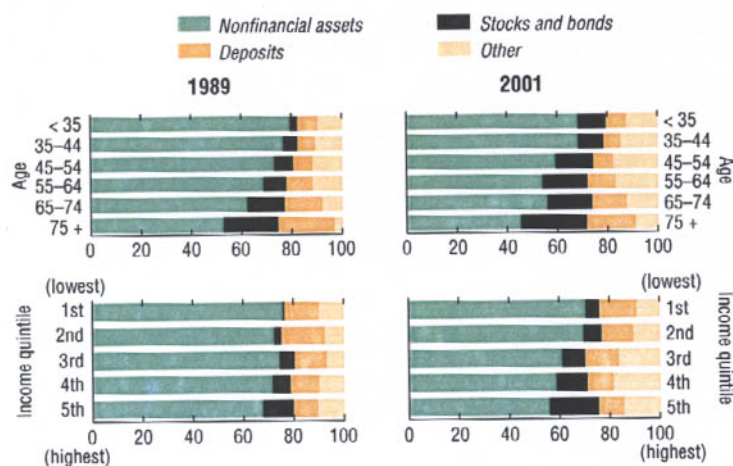 Nonfinancial assets
Stocks and bonds
Deposits
Other
1989
2001
Age
< 35
35–44
45–54
55–64
65–74
75 +
0 20 40 60 80 100
< 35
35–44
45–54
55–64
65–74
75 +
Age
0 20 40 60 80 100
(lowest)
Income quintile
1st
2nd
3rd
4th
5th
0 20 40 60 80 100
(highest)
(lowest)
1st
2nd
3rd
4th
5th
Income quintile
0 20 40 60 80 100
(highest)